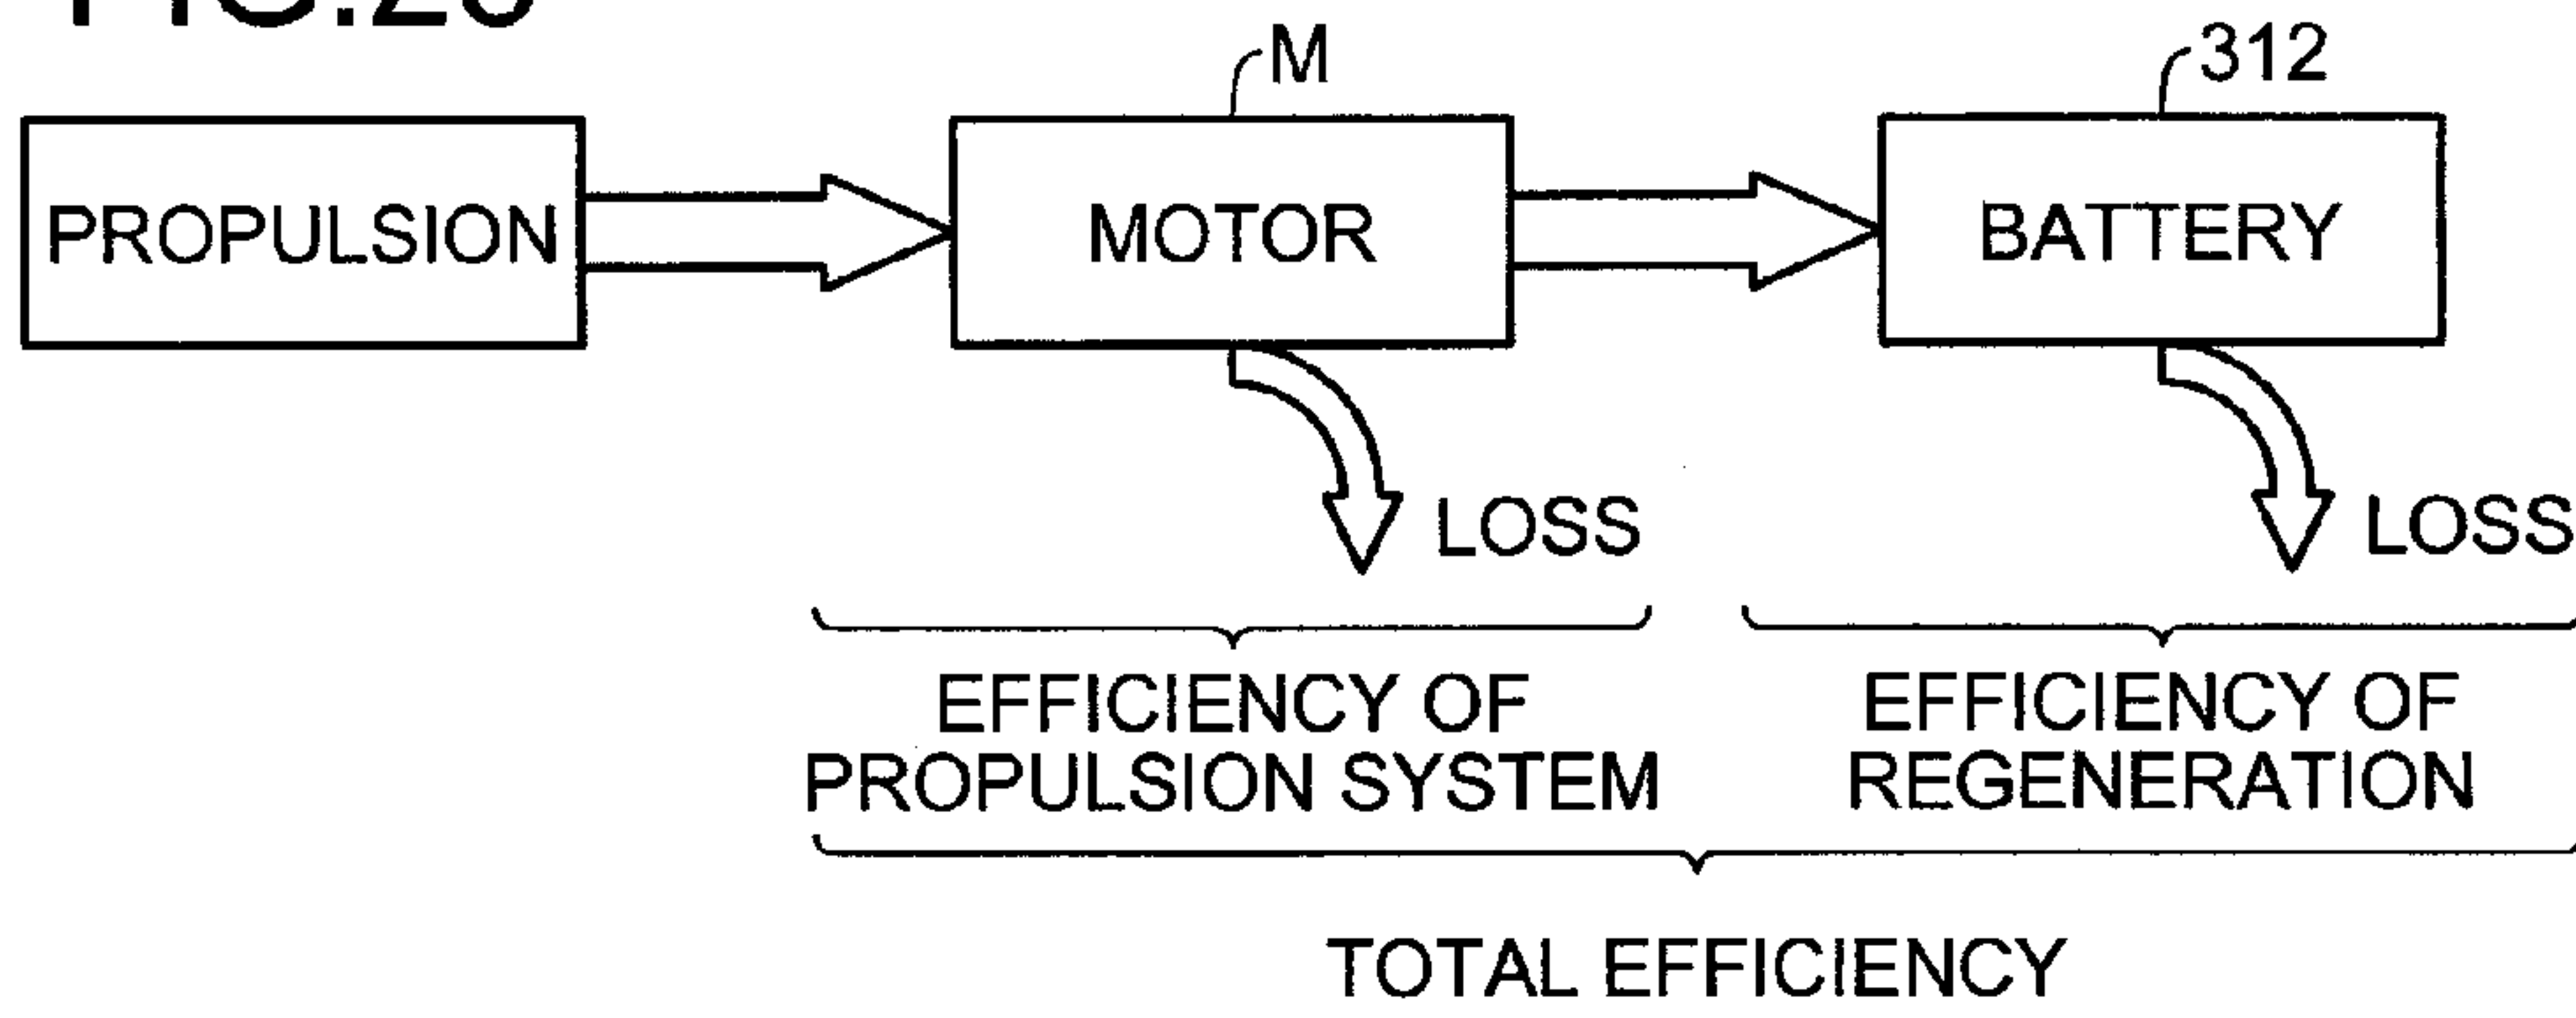 M
312
PROPULSION
MOTOR
BATTERY
LOSS
LOSS
EFFICIENCY OF
PROPULSION SYSTEM
EFFICIENCY OF
REGENERATION
TOTAL EFFICIENCY